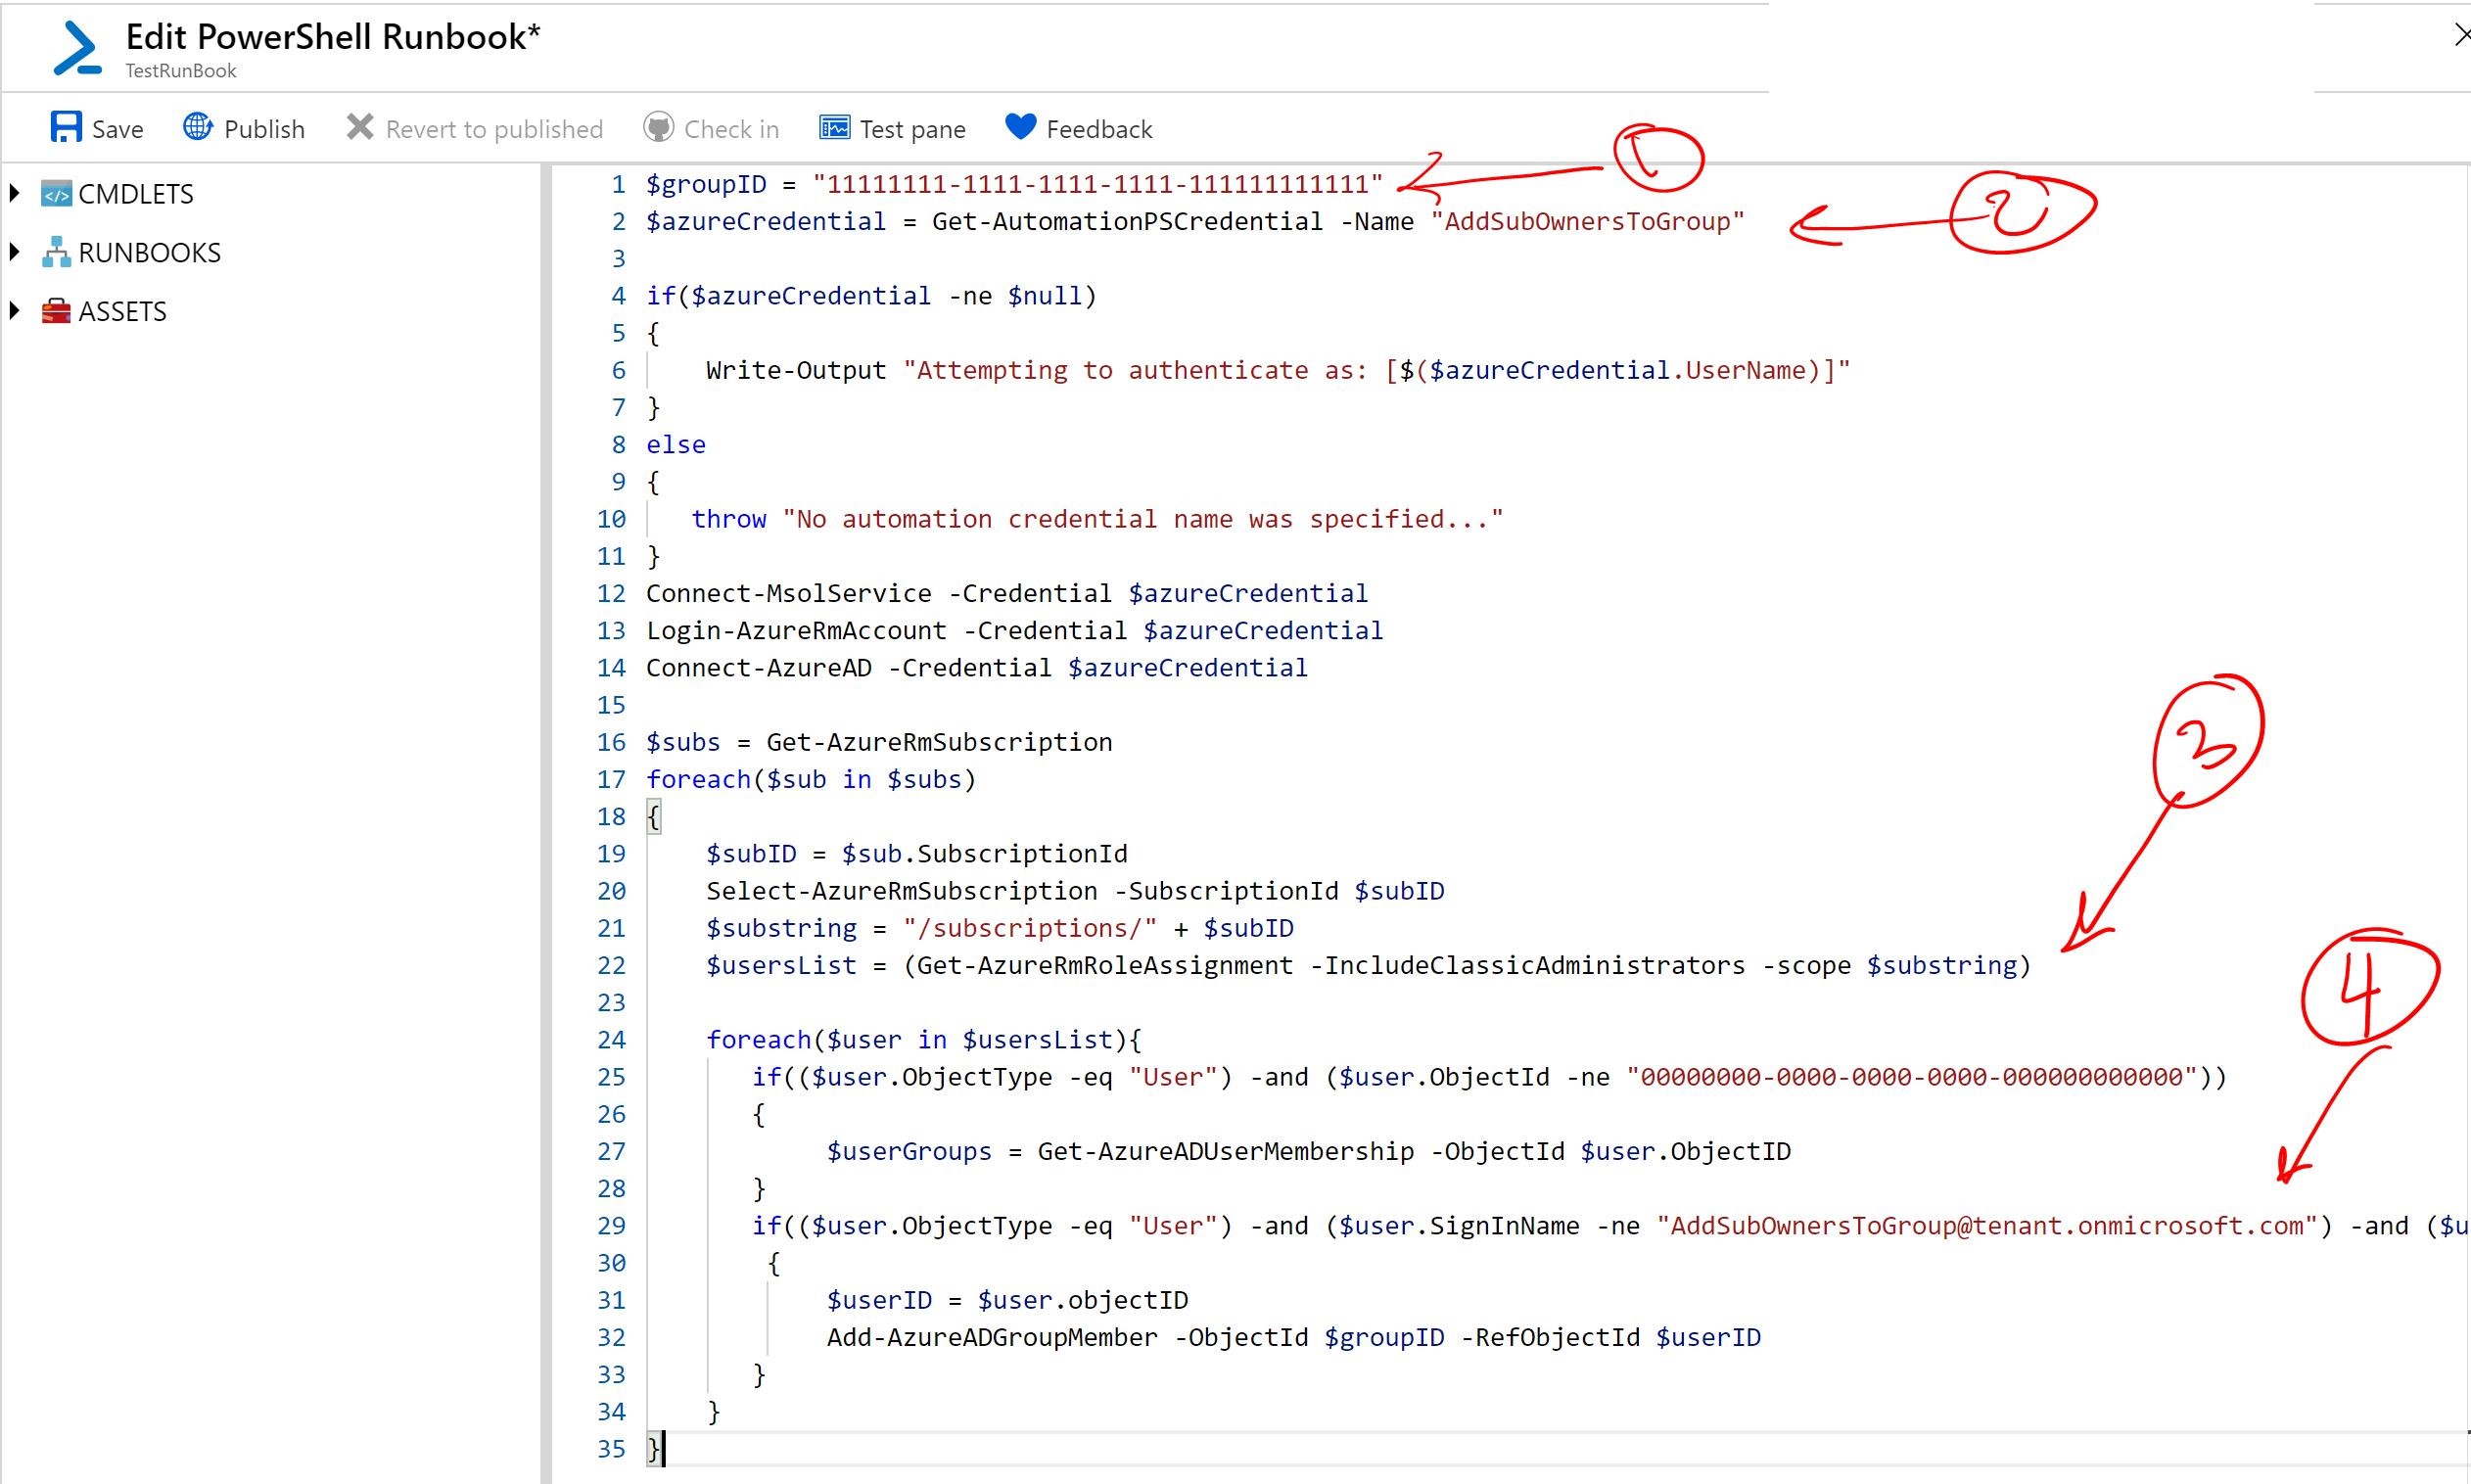 Edit PowerShell Runbook*
TestRunBook
Save Publish Revert to published Check in Test pane Feedback
CMDLETS
RUNBOOKS
ASSETS
1 $groupID = "11111111-1111-1111-1111-111111111111"
2 $azureCredential = Get-AutomationPSCredential -Name "AddSubOwnersToGroup"
3
4 if($azureCredential -ne $null)
5 {
6 Write-Output "Attempting to authenticate as: [$($azureCredential.UserName)]"
7 }
8 else
9 {
10 throw "No automation credential name was specified..."
11 }
12 Connect-MsolService -Credential $azureCredential
13 Login-AzureRmAccount -Credential $azureCredential
14 Connect-AzureAD -Credential $azureCredential
15
16 $subs = Get-AzureRmSubscription
17 foreach($sub in $subs)
18 {
19 $subID = $sub.SubscriptionId
20 Select-AzureRmSubscription -SubscriptionId $subID
21 $substring = "/subscriptions/" + $subID
22 $usersList = (Get-AzureRmRoleAssignment -IncludeClassicAdministrators -scope $substring)
23
24 foreach($user in $usersList){
25 if(($user.ObjectType -eq "User") -and ($user.ObjectId -ne "00000000-0000-0000-0000-000000000000"))
26 {
27 $userGroups = Get-AzureADUserMembership -ObjectId $user.ObjectID
28 }
29 if(($user.ObjectType -eq "User") -and ($user.SignInName -ne "AddSubOwnersToGroup@tenant.onmicrosoft.com") -and ($u
30 {
31 $userID = $user.objectID
32 Add-AzureADGroupMember -ObjectId $groupID -RefObjectId $userID
33 }
34 }
35 }
1
2
3
4